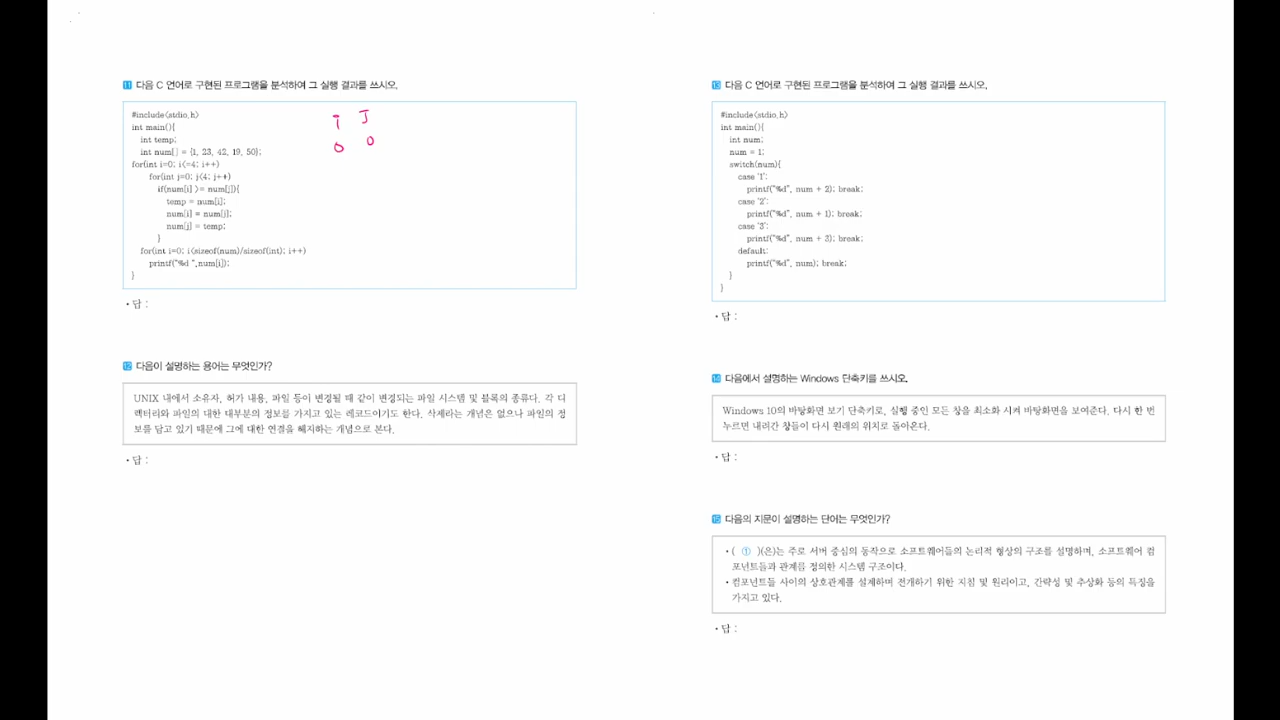 11 다음 C 언어로 구현된 프로그램을 분석하여 그 실행 결과를 쓰시오.
#include<stdio.h>
int main(){
int temp;
int num[] = {1, 23, 42, 19, 50};
for(int i=0; i<=4; i++)
for(int j=0; j<4; j++)
if(num[i] >= num[j]){
temp = num[i];
num[i] = num[j];
num[j] = temp;
}
for(int i=0; i<sizeof(num)/sizeof(int); i++)
printf("%d ",num[i]);
}
i J
0 0
• 답 :
12 다음이 설명하는 용어는 무엇인가?
UNIX 내에서 소유자, 허가 내용, 파일 등이 변경될 때 같이 변경되는 파일 시스템 및 블록의 종류다. 각 디
렉터리와 파일의 대한 대부분의 정보를 가지고 있는 레코드이기도 한다. 삭제라는 개념은 없으나 파일의 정
보를 담고 있기 때문에 그에 대한 연결을 해지하는 개념으로 본다.
• 답 :
13 다음 C 언어로 구현된 프로그램을 분석하여 그 실행 결과를 쓰시오.
#include<stdio.h>
int main(){
int num;
num = 1;
switch(num){
case '1':
printf("%d", num + 2); break;
case '2':
printf("%d", num + 1); break;
case '3':
printf("%d", num + 3); break;
default:
printf("%d", num); break;
}
}
• 답 :
14 다음에서 설명하는 Windows 단축키를 쓰시오.
Windows 10의 바탕화면 보기 단축키로, 실행 중인 모든 창을 최소화 시켜 바탕화면을 보여준다. 다시 한 번
누르면 내려간 창들이 다시 원래의 위치로 돌아온다.
• 답 :
15 다음의 지문이 설명하는 단어는 무엇인가?
• ( ① )(은)는 주로 서버 중심의 동작으로 소프트웨어들의 논리적 형상의 구조를 설명하며, 소프트웨어 컴
포넌트들과 관계를 정의한 시스템 구조이다.
• 컴포넌트들 사이의 상호관계를 설계하며 전개하기 위한 지침 및 원리이고, 간략성 및 추상화 등의 특징을
가지고 있다.
• 답 :